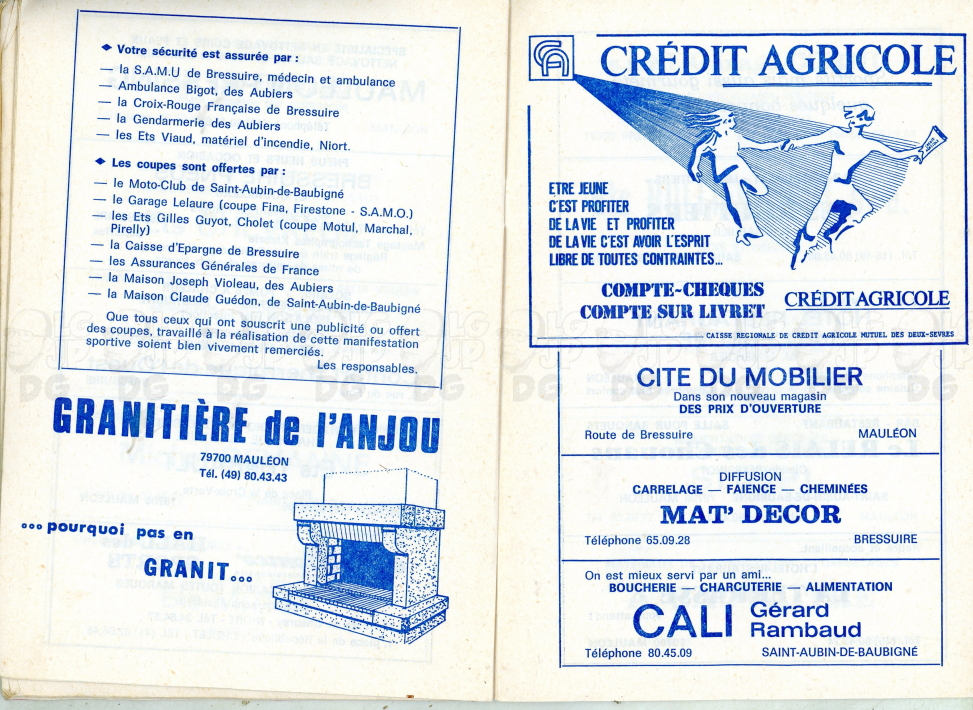 ◆ Votre sécurité est assurée par :
— la S.A.M.U de Bressuire, médecin et ambulance
— Ambulance Bigot, des Aubiers
— la Croix-Rouge Française de Bressuire
— la Gendarmerie des Aubiers
— les Ets Viaud, matériel d'incendie, Niort.
◆ Les coupes sont offertes par :
— le Moto-Club de Saint-Aubin-de-Baubigné
— le Garage Lelaure (coupe Fina, Firestone - S.A.M.O.)
— les Ets Gilles Guyot, Cholet (coupe Motul, Marchal,
Pirelly)
— la Caisse d'Epargne de Bressuire
— les Assurances Générales de France
— la Maison Joseph Violeau, des Aubiers
— la Maison Claude Guédon, de Saint-Aubin-de-Baubigné
Que tous ceux qui ont souscrit une publicité ou offert
des coupes, travaillé à la réalisation de cette manifestation
sportive soient bien vivement remerciés.
Les responsables.
GRANITIÈRE de l'ANJOU
79700 MAULÉON
Tél. (49) 80.43.43
...pourquoi pas en
GRANIT...
CA
CRÉDIT AGRICOLE
ETRE JEUNE
C'EST PROFITER
DE LA VIE ET PROFITER
DE LA VIE C'EST AVOIR L'ESPRIT
LIBRE DE TOUTES CONTRAINTES...
COMPTE-CHEQUES
COMPTE SUR LIVRET
CRÉDIT AGRICOLE
CAISSE REGIONALE DE CREDIT AGRICOLE MUTUEL DES DEUX-SEVRES
CITE DU MOBILIER
Dans son nouveau magasin
DES PRIX D'OUVERTURE
Route de Bressuire MAULÉON
DIFFUSION
CARRELAGE — FAIENCE — CHEMINÉES
MAT' DECOR
Téléphone 65.09.28 BRESSUIRE
On est mieux servi par un ami...
BOUCHERIE — CHARCUTERIE — ALIMENTATION
CALI Gérard
Rambaud
Téléphone 80.45.09 SAINT-AUBIN-DE-BAUBIGNÉ